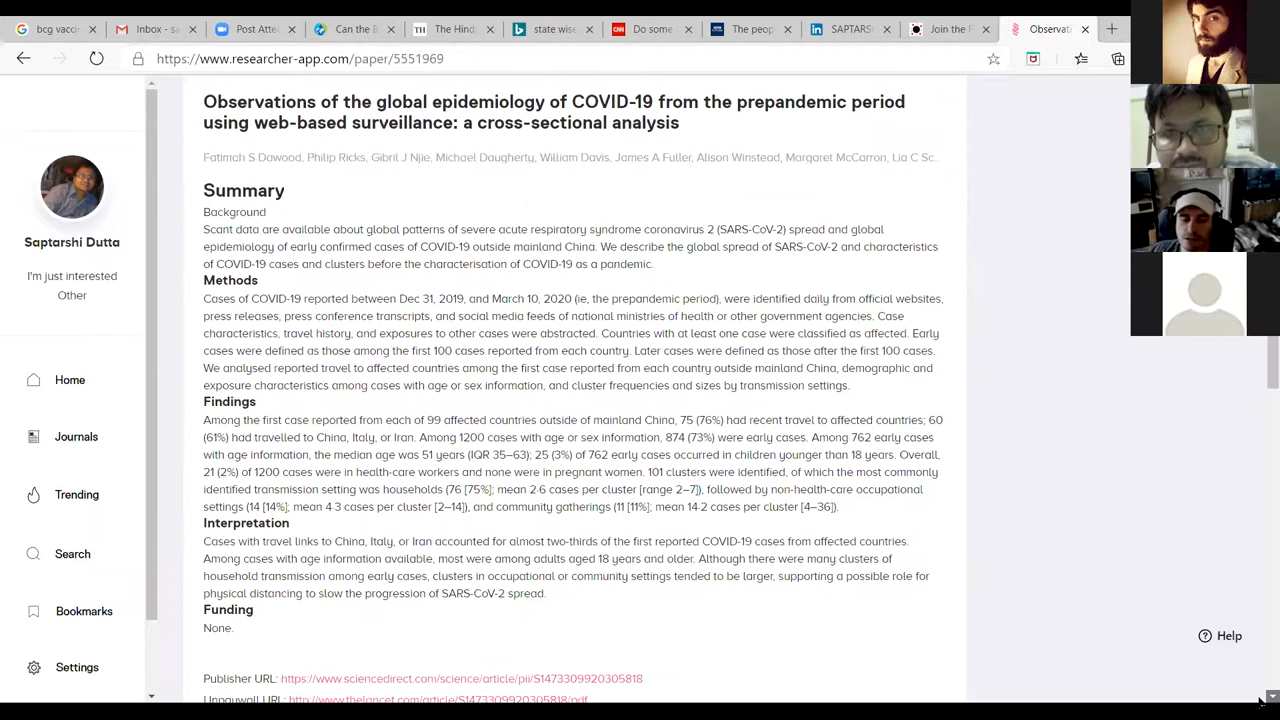 bcg vacci
Inbox - sa
Post Atte
Can the B
The Hind
state wise
Do some
The peop
SAPTARS
Join the F
Observati
https://www.researcher-app.com/paper/5551969
Observations of the global epidemiology of COVID-19 from the prepandemic period
using web-based surveillance: a cross-sectional analysis
Fatimah S Dawood, Philip Ricks, Gibril J Njie, Michael Daugherty, William Davis, James A Fuller, Alison Winstead, Margaret McCarron, Lia C Sc..
Summary
Background
Scant data are available about global patterns of severe acute respiratory syndrome coronavirus 2 (SARS-CoV-2) spread and global
epidemiology of early confirmed cases of COVID-19 outside mainland China. We describe the global spread of SARS-CoV-2 and characteristics
of COVID-19 cases and clusters before the characterisation of COVID-19 as a pandemic.
Methods
Cases of COVID-19 reported between Dec 31, 2019, and March 10, 2020 (ie, the prepandemic period), were identified daily from official websites,
press releases, press conference transcripts, and social media feeds of national ministries of health or other government agencies. Case
characteristics, travel history, and exposures to other cases were abstracted. Countries with at least one case were classified as affected. Early
cases were defined as those among the first 100 cases reported from each country. Later cases were defined as those after the first 100 cases.
We analysed reported travel to affected countries among the first case reported from each country outside mainland China, demographic and
exposure characteristics among cases with age or sex information, and cluster frequencies and sizes by transmission settings.
Findings
Among the first case reported from each of 99 affected countries outside of mainland China, 75 (76%) had recent travel to affected countries; 60
(61%) had travelled to China, Italy, or Iran. Among 1200 cases with age or sex information, 874 (73%) were early cases. Among 762 early cases
with age information, the median age was 51 years (IQR 35–63); 25 (3%) of 762 early cases occurred in children younger than 18 years. Overall,
21 (2%) of 1200 cases were in health-care workers and none were in pregnant women. 101 clusters were identified, of which the most commonly
identified transmission setting was households (76 [75%]; mean 2·6 cases per cluster [range 2–7]), followed by non-health-care occupational
settings (14 [14%]; mean 4·3 cases per cluster [2–14]), and community gatherings (11 [11%]; mean 14·2 cases per cluster [4–36]).
Interpretation
Cases with travel links to China, Italy, or Iran accounted for almost two-thirds of the first reported COVID-19 cases from affected countries.
Among cases with age information available, most were among adults aged 18 years and older. Although there were many clusters of
household transmission among early cases, clusters in occupational or community settings tended to be larger, supporting a possible role for
physical distancing to slow the progression of SARS-CoV-2 spread.
Funding
None.
Publisher URL: https://www.sciencedirect.com/science/article/pii/S1473309920305818
Unpaywall URL: http://www.thelancet.com/article/S1473309920305818/pdf
Saptarshi Dutta
I'm just interested
Other
Home
Journals
Trending
Search
Bookmarks
Settings
Help